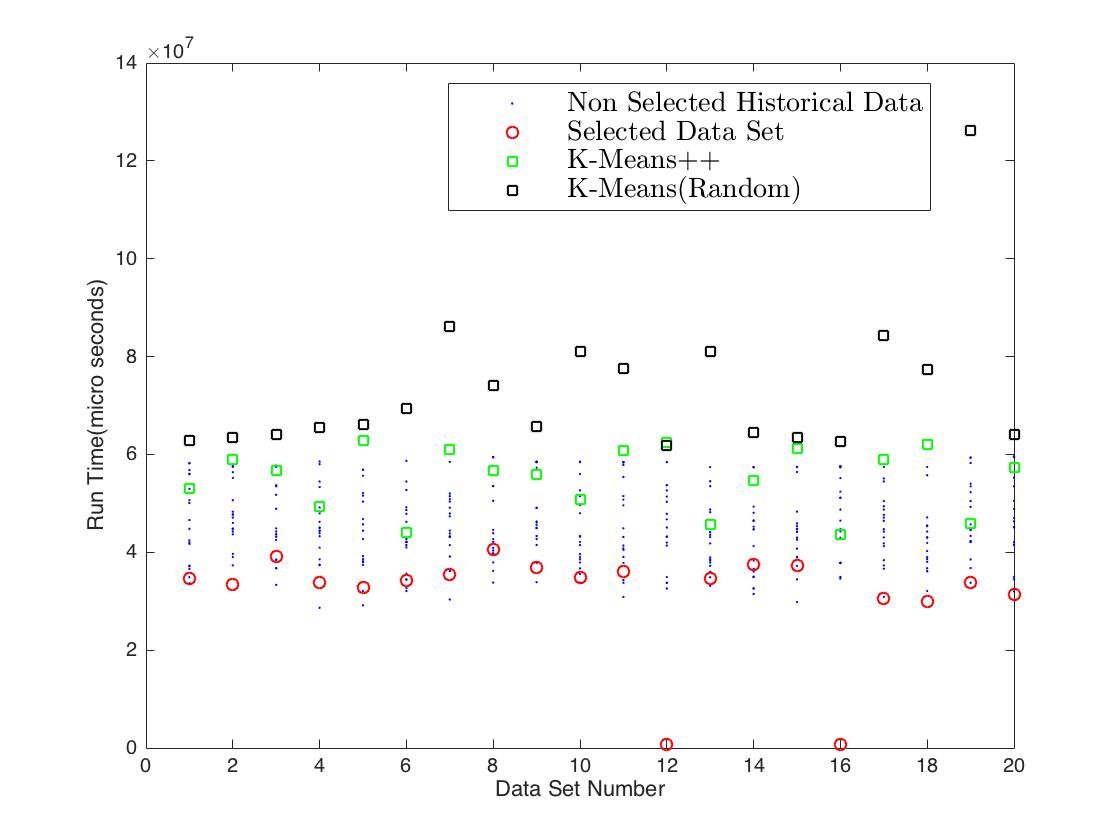 ×10^7
14
12
10
8
6
4
2
0
Run Time(micro seconds)
Non Selected Historical Data
Selected Data Set
K-Means++
K-Means(Random)
0 2 4 6 8 10 12 14 16 18 20
Data Set Number